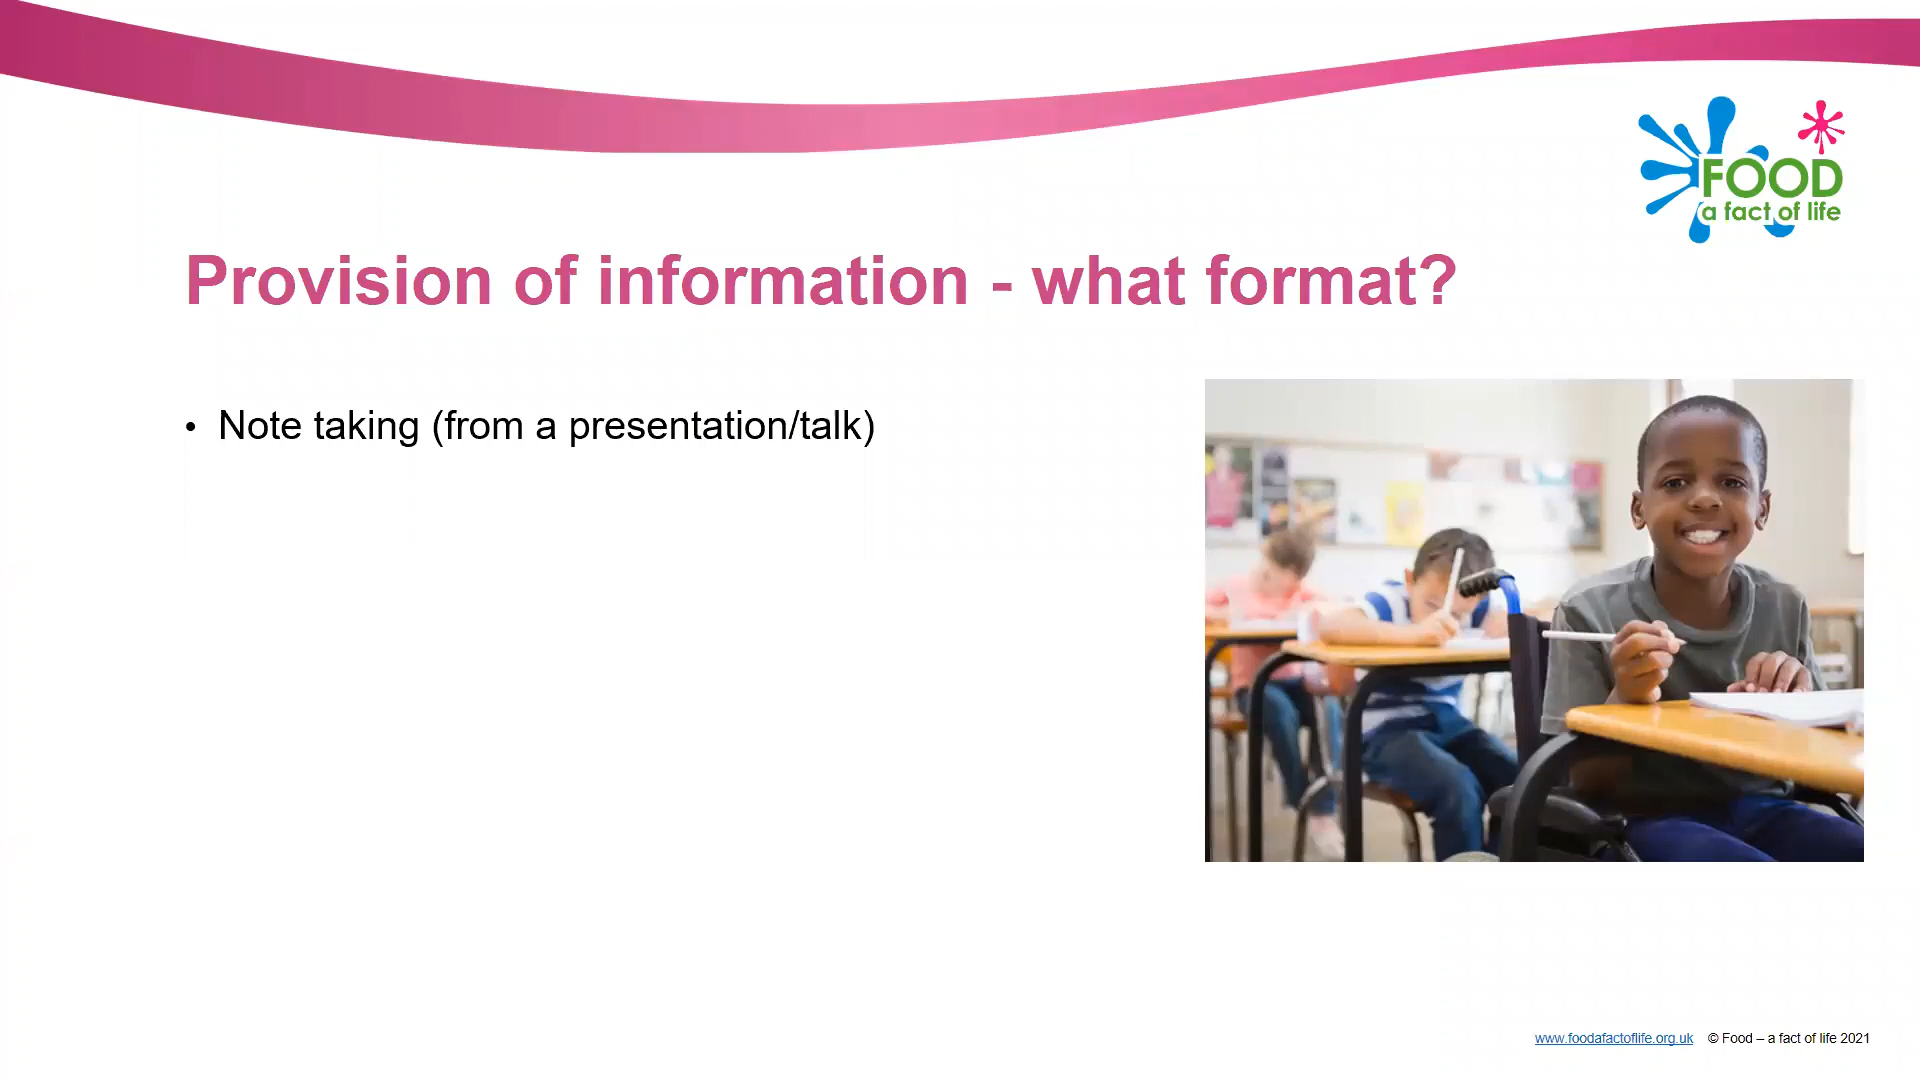 FOOD
a fact of life
Provision of information - what format?
• Note taking (from a presentation/talk)
www.foodafactoflife.org.uk © Food – a fact of life 2021